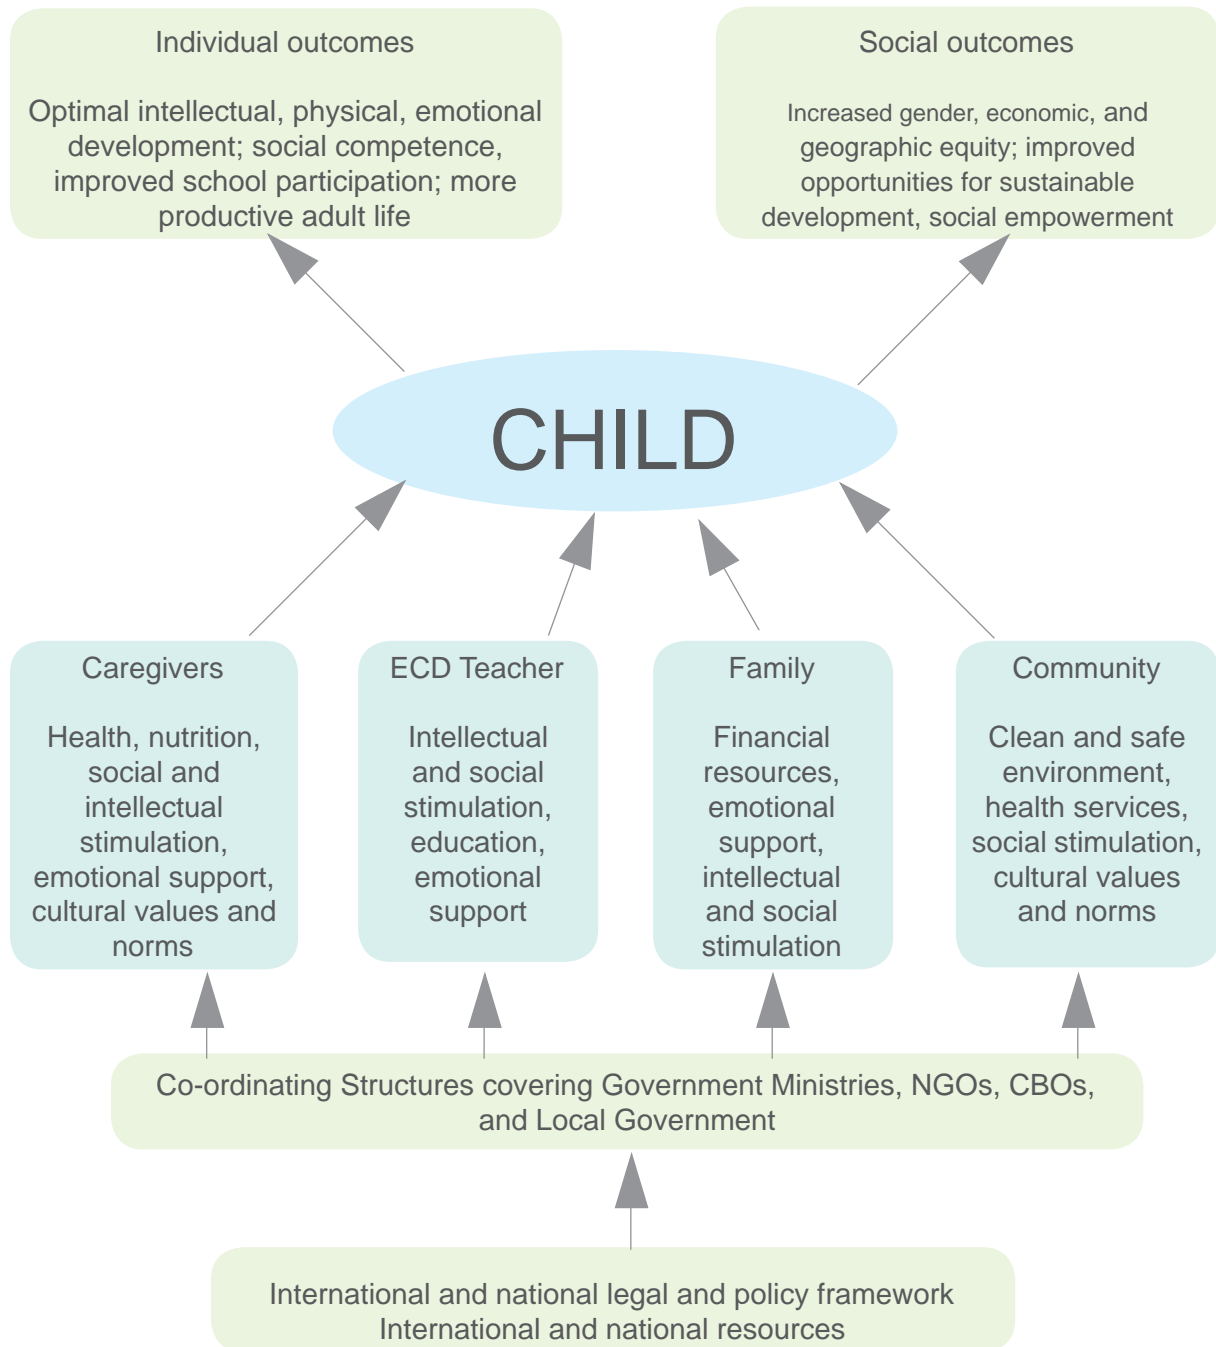 Individual outcomes
Optimal intellectual, physical, emotional
development; social competence,
improved school participation; more
productive adult life
Social outcomes
Increased gender, economic, and
geographic equity; improved
opportunities for sustainable
development, social empowerment
CHILD
Caregivers
Health, nutrition,
social and
intellectual
stimulation,
emotional support,
cultural values and
norms
ECD Teacher
Intellectual
and social
stimulation,
education,
emotional
support
Family
Financial
resources,
emotional
support,
intellectual
and social
stimulation
Community
Clean and safe
environment,
health services,
social stimulation,
cultural values
and norms
Co-ordinating Structures covering Government Ministries, NGOs, CBOs,
and Local Government
International and national legal and policy framework
International and national resources